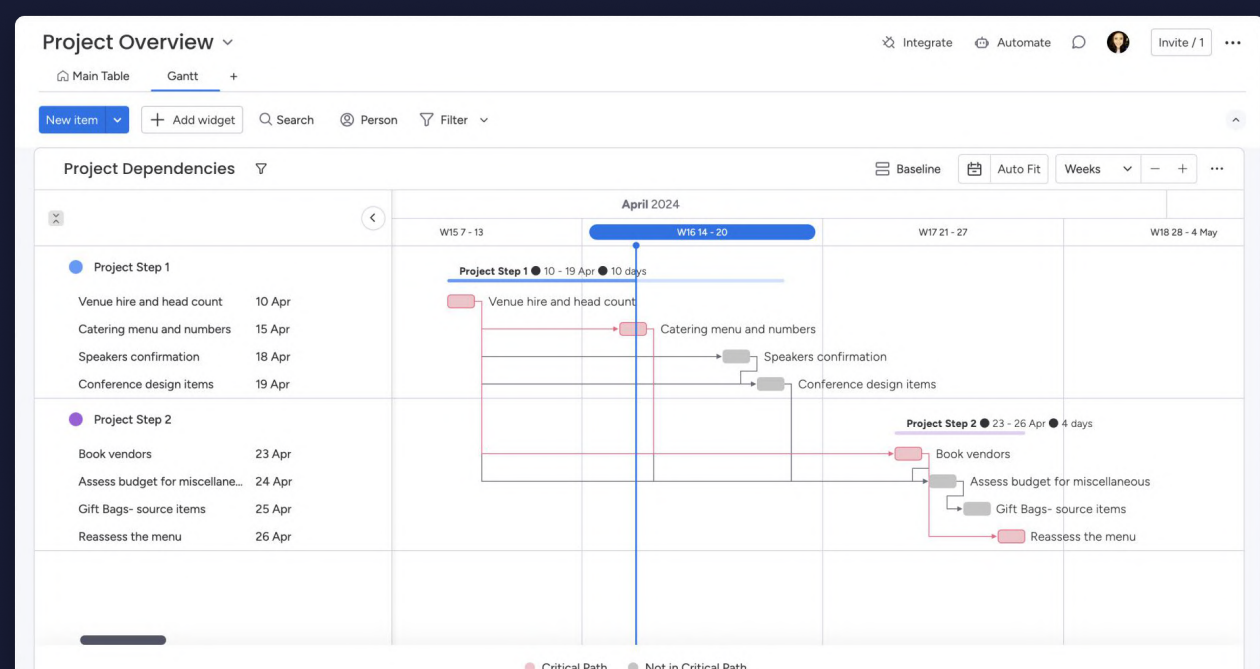 Project Overview
Integrate Automate Invite / 1
Main Table Gantt +
New item Add widget Search Person Filter
Project Dependencies Baseline Auto Fit Weeks
April 2024
W15 7 - 13 W16 14 - 20 W17 21 - 27 W18 28 - 4 May
Project Step 1 Project Step 1 ● 10 - 19 Apr ● 10 days
Venue hire and head count 10 Apr Venue hire and head count
Catering menu and numbers 15 Apr Catering menu and numbers
Speakers confirmation 18 Apr Speakers confirmation
Conference design items 19 Apr Conference design items
Project Step 2 Project Step 2 ● 23 - 26 Apr ● 4 days
Book vendors 23 Apr Book vendors
Assess budget for miscellane... 24 Apr Assess budget for miscellaneous
Gift Bags- source items 25 Apr Gift Bags- source items
Reassess the menu 26 Apr Reassess the menu
Critical Path Not in Critical Path